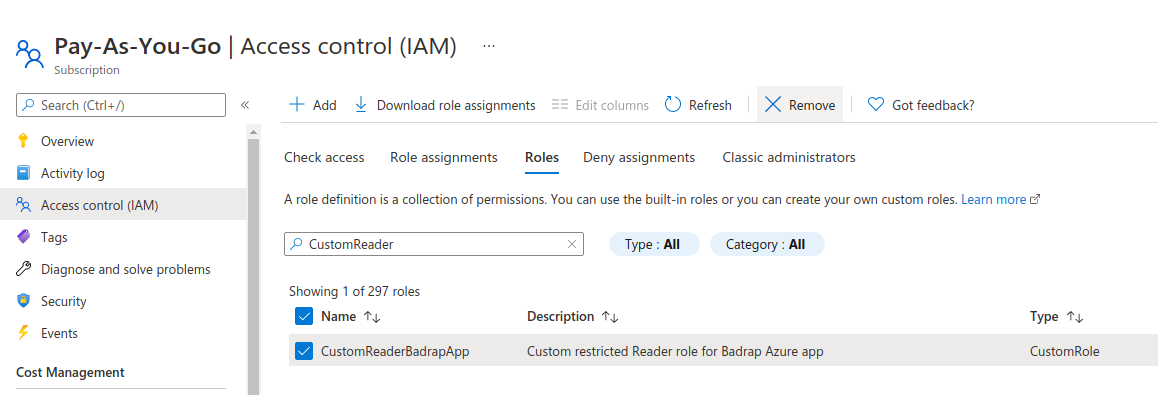 Pay-As-You-Go | Access control (IAM) ...
Subscription
Search (Ctrl+/) «
Add Download role assignments Edit columns Refresh Remove Got feedback?
Overview
Activity log
Access control (IAM)
Tags
Diagnose and solve problems
Security
Events
Cost Management
Check access Role assignments Roles Deny assignments Classic administrators
A role definition is a collection of permissions. You can use the built-in roles or you can create your own custom roles. Learn more
CustomReader Type : All Category : All
Showing 1 of 297 roles
Name ↑↓ Description ↑↓ Type ↑↓
CustomReaderBadrapApp Custom restricted Reader role for Badrap Azure app CustomRole